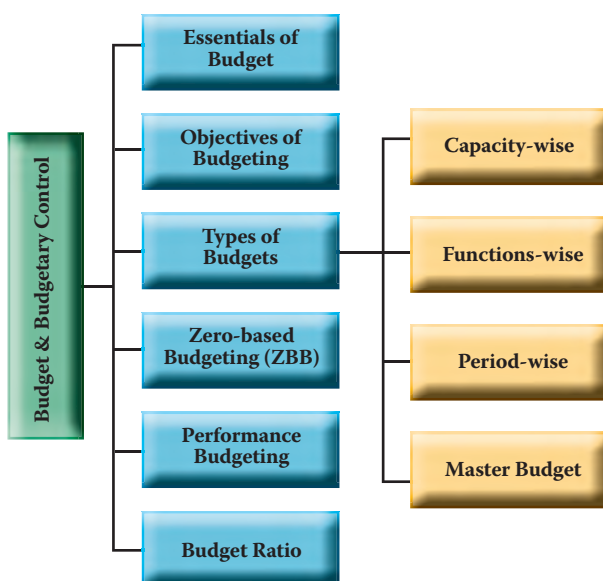 Budget & Budgetary Control
Essentials of
Budget
Objectives of
Budgeting
Types of
Budgets
Zero-based
Budgeting (ZBB)
Performance
Budgeting
Budget Ratio
Capacity-wise
Functions-wise
Period-wise
Master Budget